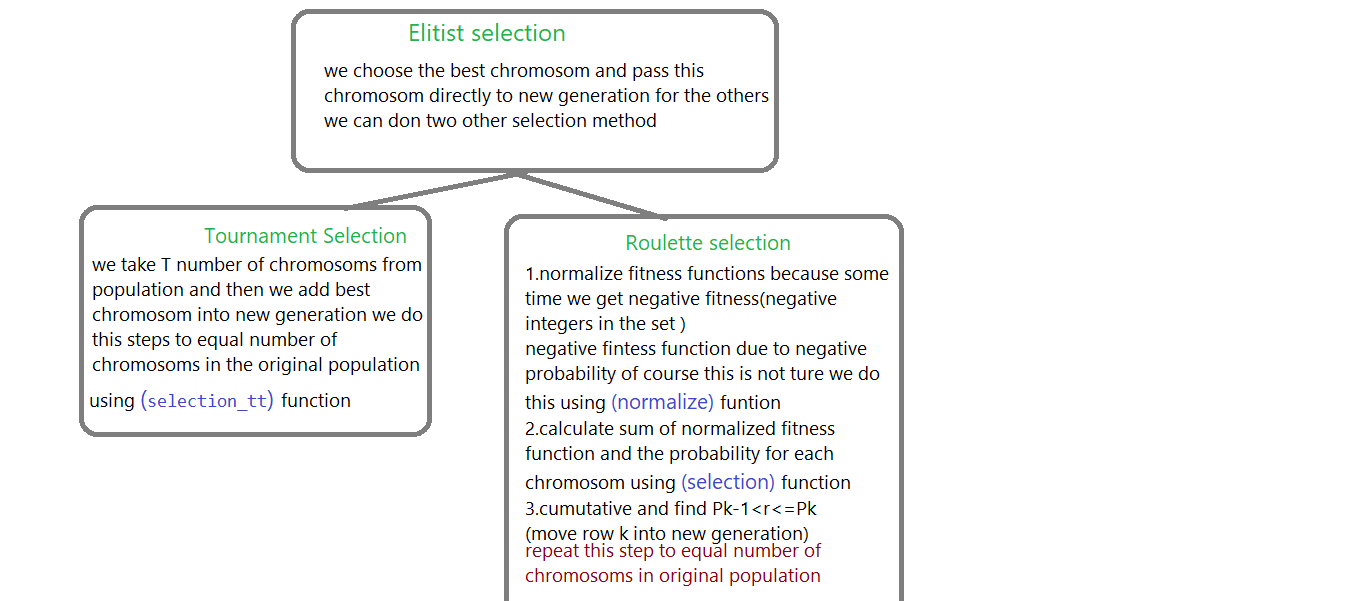 Elitist selection
we choose the best chromosom and pass this
chromosom directly to new generation for the others
we can don two other selection method
Tournament Selection
we take T number of chromosoms from
population and then we add best
chromosom into new generation we do
this steps to equal number of
chromosoms in the original population
using (selection_tt) function
Roulette selection
1.normalize fitness functions because some
time we get negative fitness(negative
integers in the set )
negative fintess function due to negative
probability of course this is not ture we do
this using (normalize) funtion
2.calculate sum of normalized fitness
function and the probability for each
chromosom using (selection) function
3.cumutative and find Pk-1<r<=Pk
(move row k into new generation)
repeat this step to equal number of
chromosoms in original population